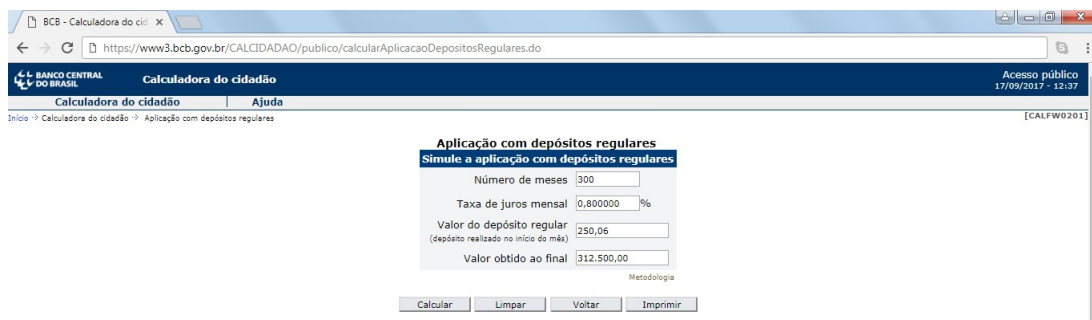 BCB - Calculadora do cid
https://www3.bcb.gov.br/CALCIDADAO/publico/calcularAplicacaoDepositosRegulares.do
BANCO CENTRAL DO BRASIL Calculadora do cidadão Acesso público
17/09/2017 - 12:37
Calculadora do cidadão | Ajuda
Início -> Calculadora do cidadão -> Aplicação com depósitos regulares [CALFW0201]
Aplicação com depósitos regulares
Simule a aplicação com depósitos regulares
Número de meses 300
Taxa de juros mensal 0,800000 %
Valor do depósito regular 250,06
(depósito realizado no início do mês)
Valor obtido ao final 312.500,00
Metodologia
Calcular Limpar Voltar Imprimir